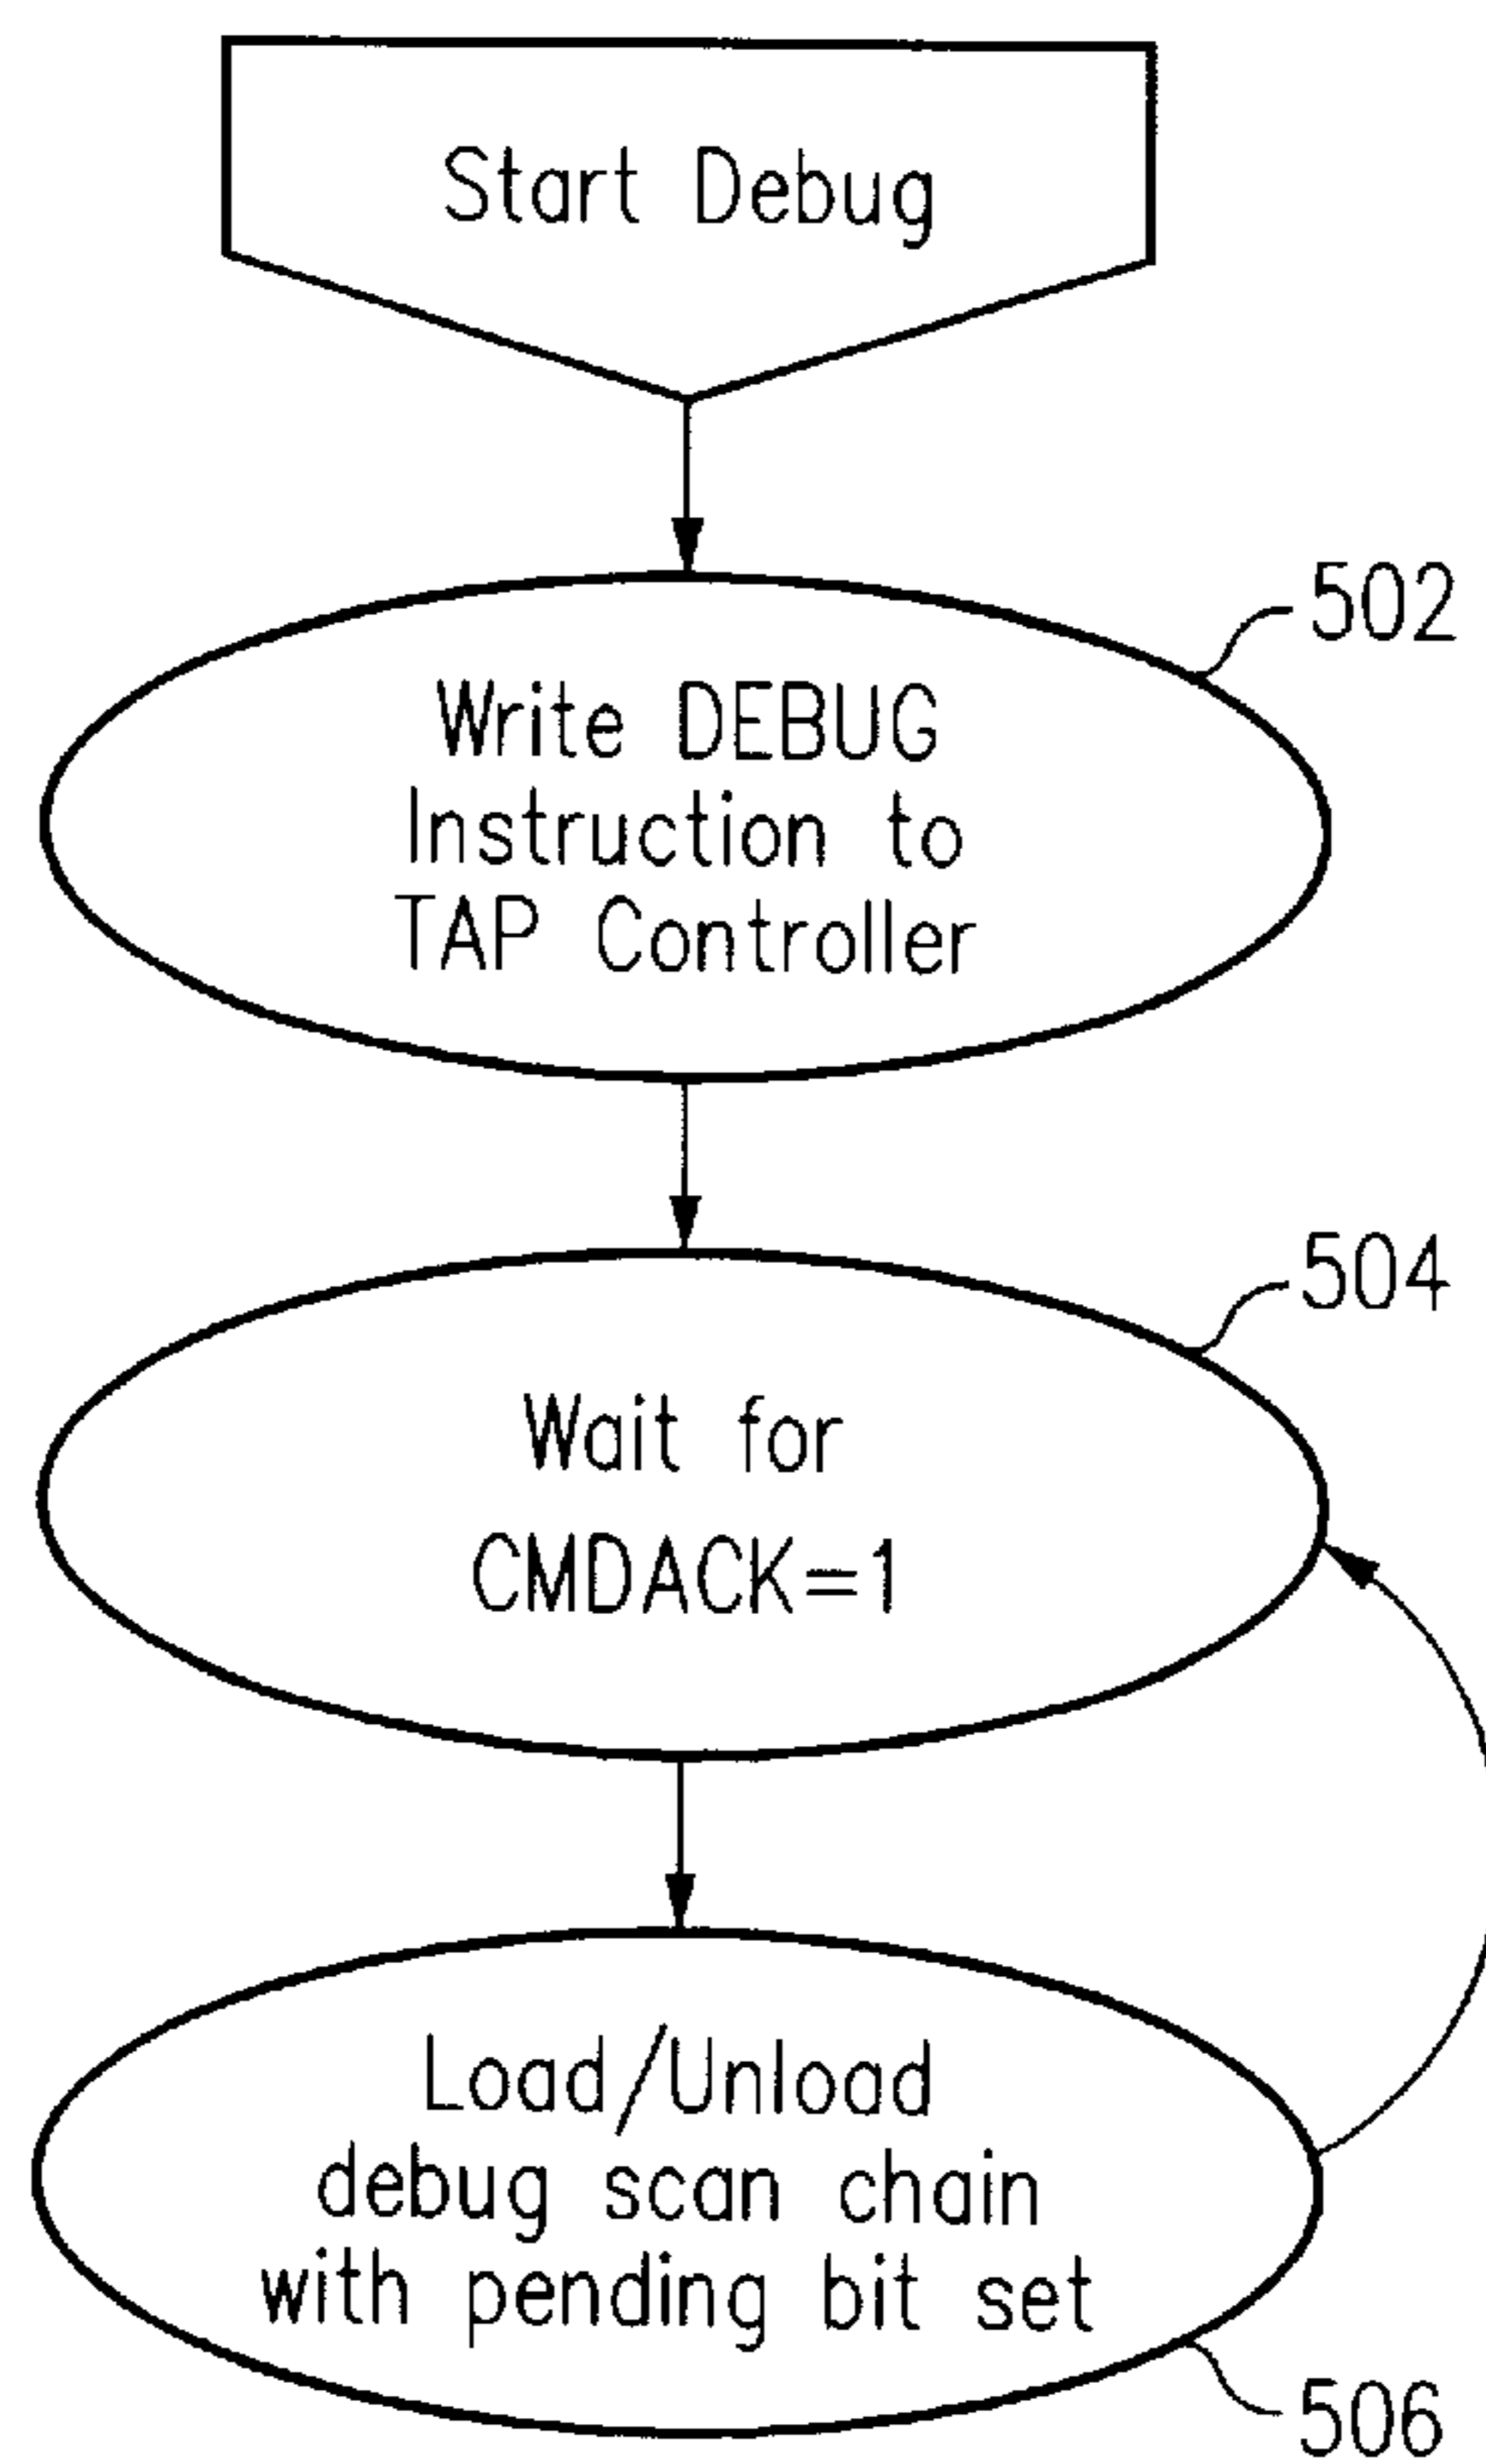 Start Debug
502
Write DEBUG
Instruction to
TAP Controller
504
Wait for
CMDACK=1
Load/Unload
debug scan chain
with pending bit set
506